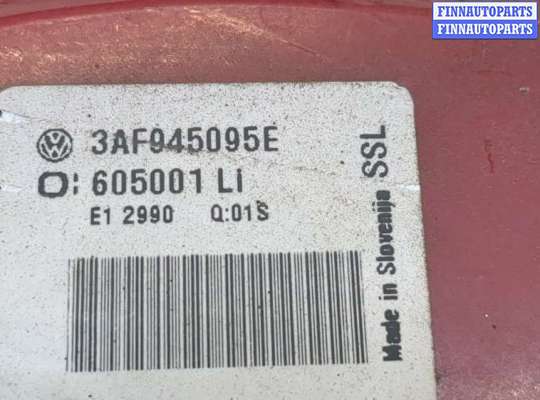 FINNAUTOPARTS
FINNAUTOPARTS
3AF945095E
O: 605001 Li
E1 2990 Q:01S
Made in Slovenija SSL